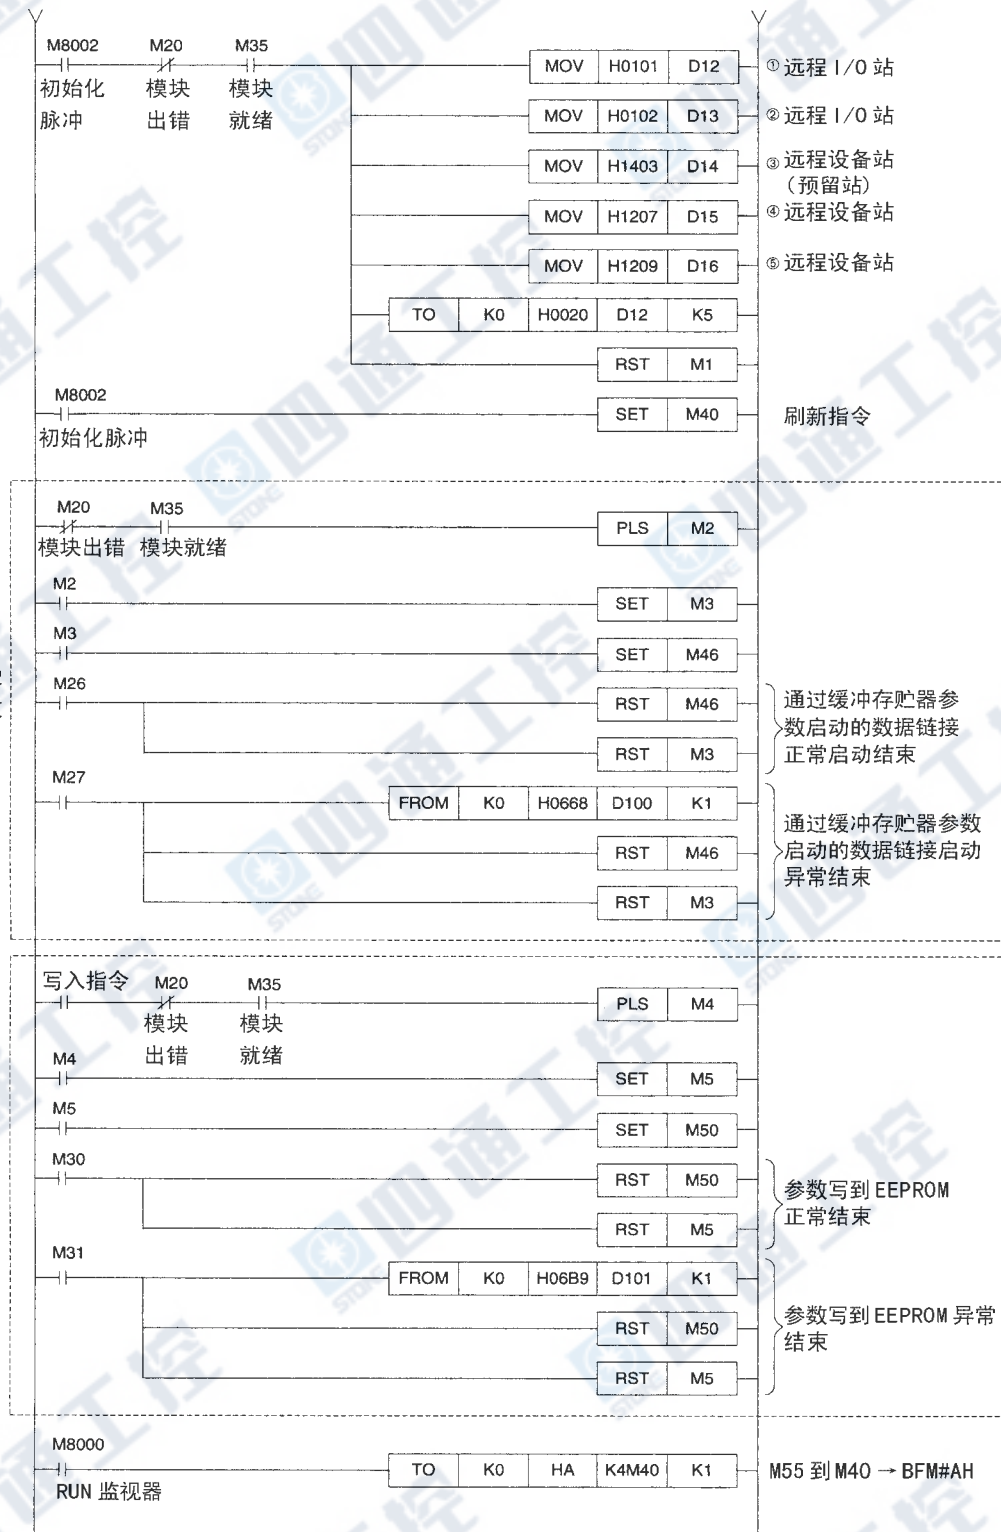 M8002 M20 M35
MOV H0101 D12 ①远程 I/O 站
初始化 模块 模块
脉冲 出错 就绪
MOV H0102 D13 ②远程 I/O 站
MOV H1403 D14 ③远程设备站
（预留站）
MOV H1207 D15 ④远程设备站
MOV H1209 D16 ⑤远程设备站
TO K0 H0020 D12 K5
RST M1
M8002
SET M40 刷新指令
初始化脉冲
M20 M35
PLS M2
模块出错 模块就绪
M2
SET M3
M3
SET M46
M26
RST M46 通过缓冲存贮器参
数启动的数据链接
RST M3 正常启动结束
M27
FROM K0 H0668 D100 K1
通过缓冲存贮器参数
RST M46 启动的数据链接启动
异常结束
RST M3
写入指令 M20 M35
PLS M4
模块 模块
出错 就绪
M4
SET M5
M5
SET M50
M30
RST M50 参数写到 EEPROM
正常结束
RST M5
M31
FROM K0 H06B9 D101 K1
参数写到 EEPROM 异常
RST M50 结束
RST M5
M8000
TO K0 HA K4M40 K1 M55 到 M40 → BFM#AH
RUN 监视器
四通工控
STONE